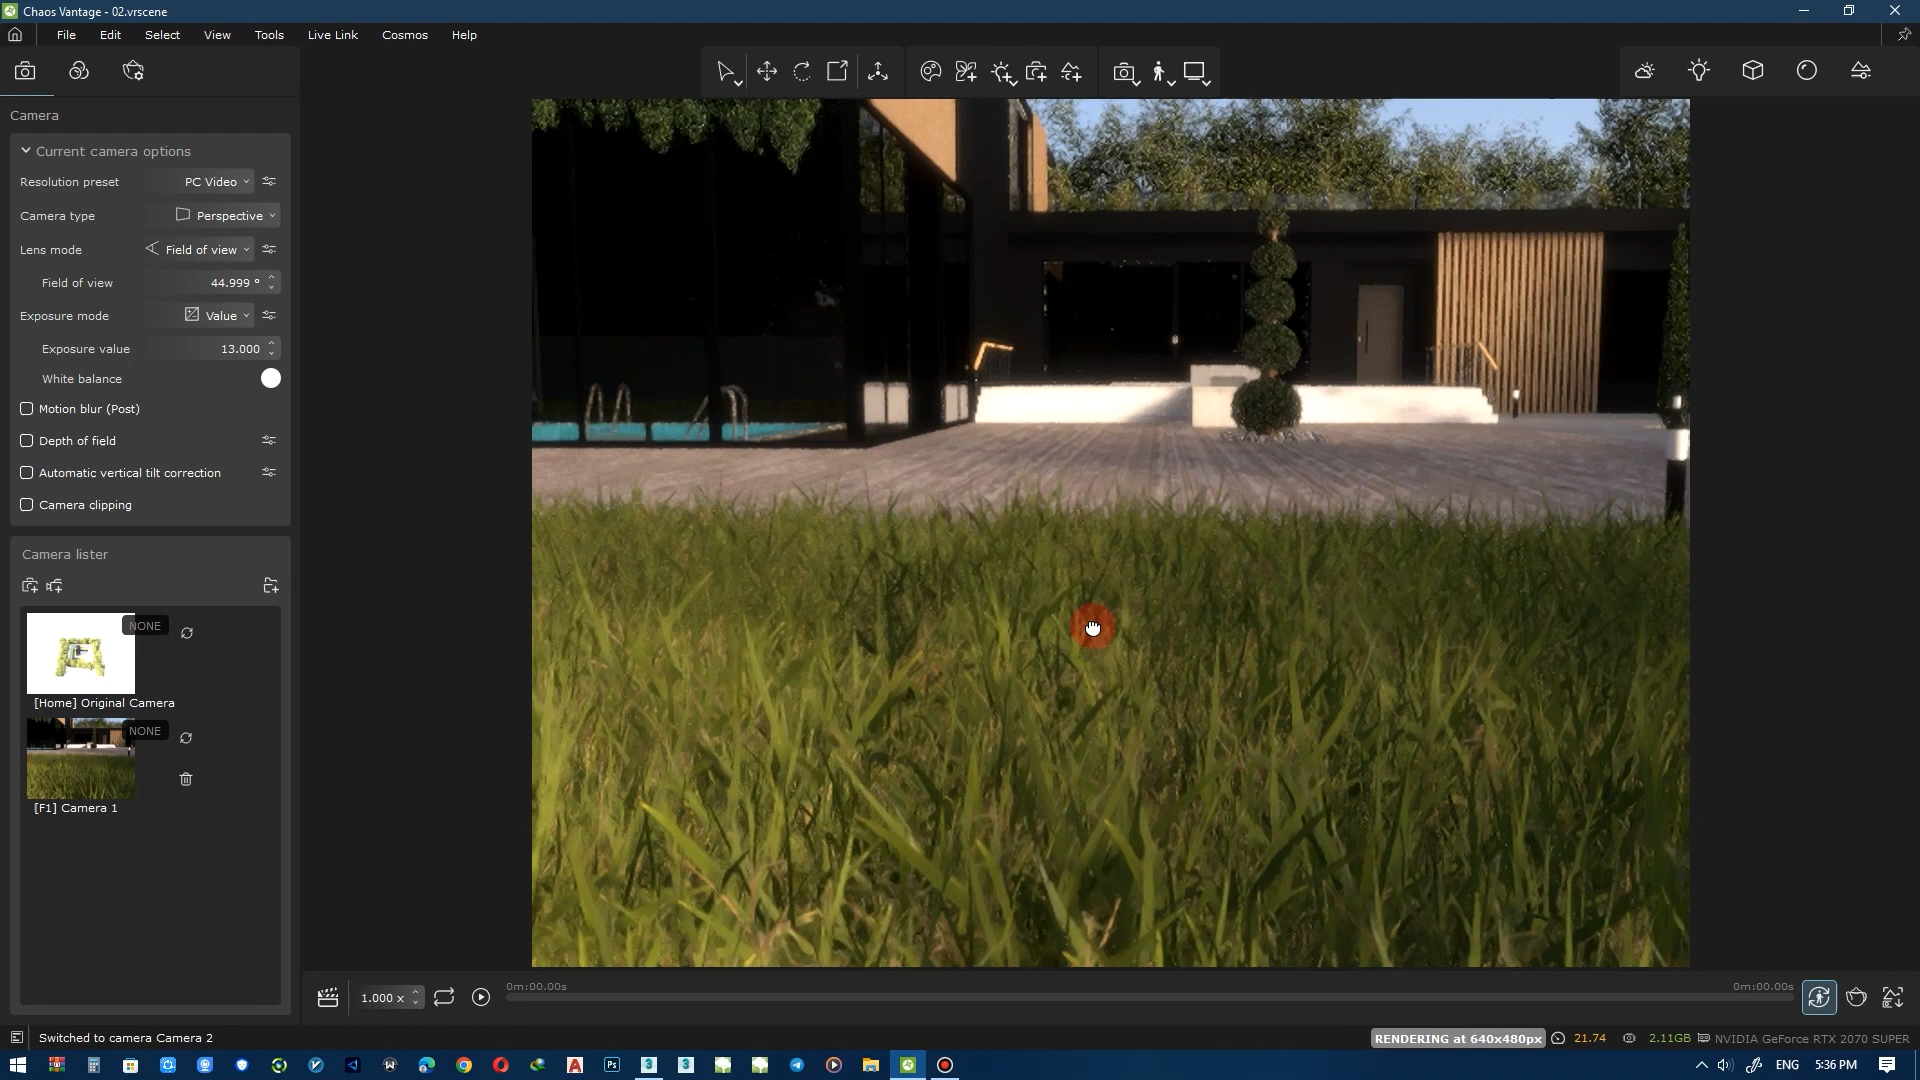 Chaos Vantage - 02.vrscene
File Edit Select View Tools Live Link Cosmos Help
Camera
Current camera options
Resolution preset PC Video
Camera type Perspective
Lens mode Field of view
Field of view 44.999 °
Exposure mode Value
Exposure value 13.000
White balance
Motion blur (Post)
Depth of field
Automatic vertical tilt correction
Camera clipping
Camera lister
NONE
[Home] Original Camera
NONE
[F1] Camera 1
1.000 x
0m:00.00s 0m:00.00s
Switched to camera Camera 2
RENDERING at 640x480px 21.74 2.11GB NVIDIA GeForce RTX 2070 SUPER
ENG 5:36 PM